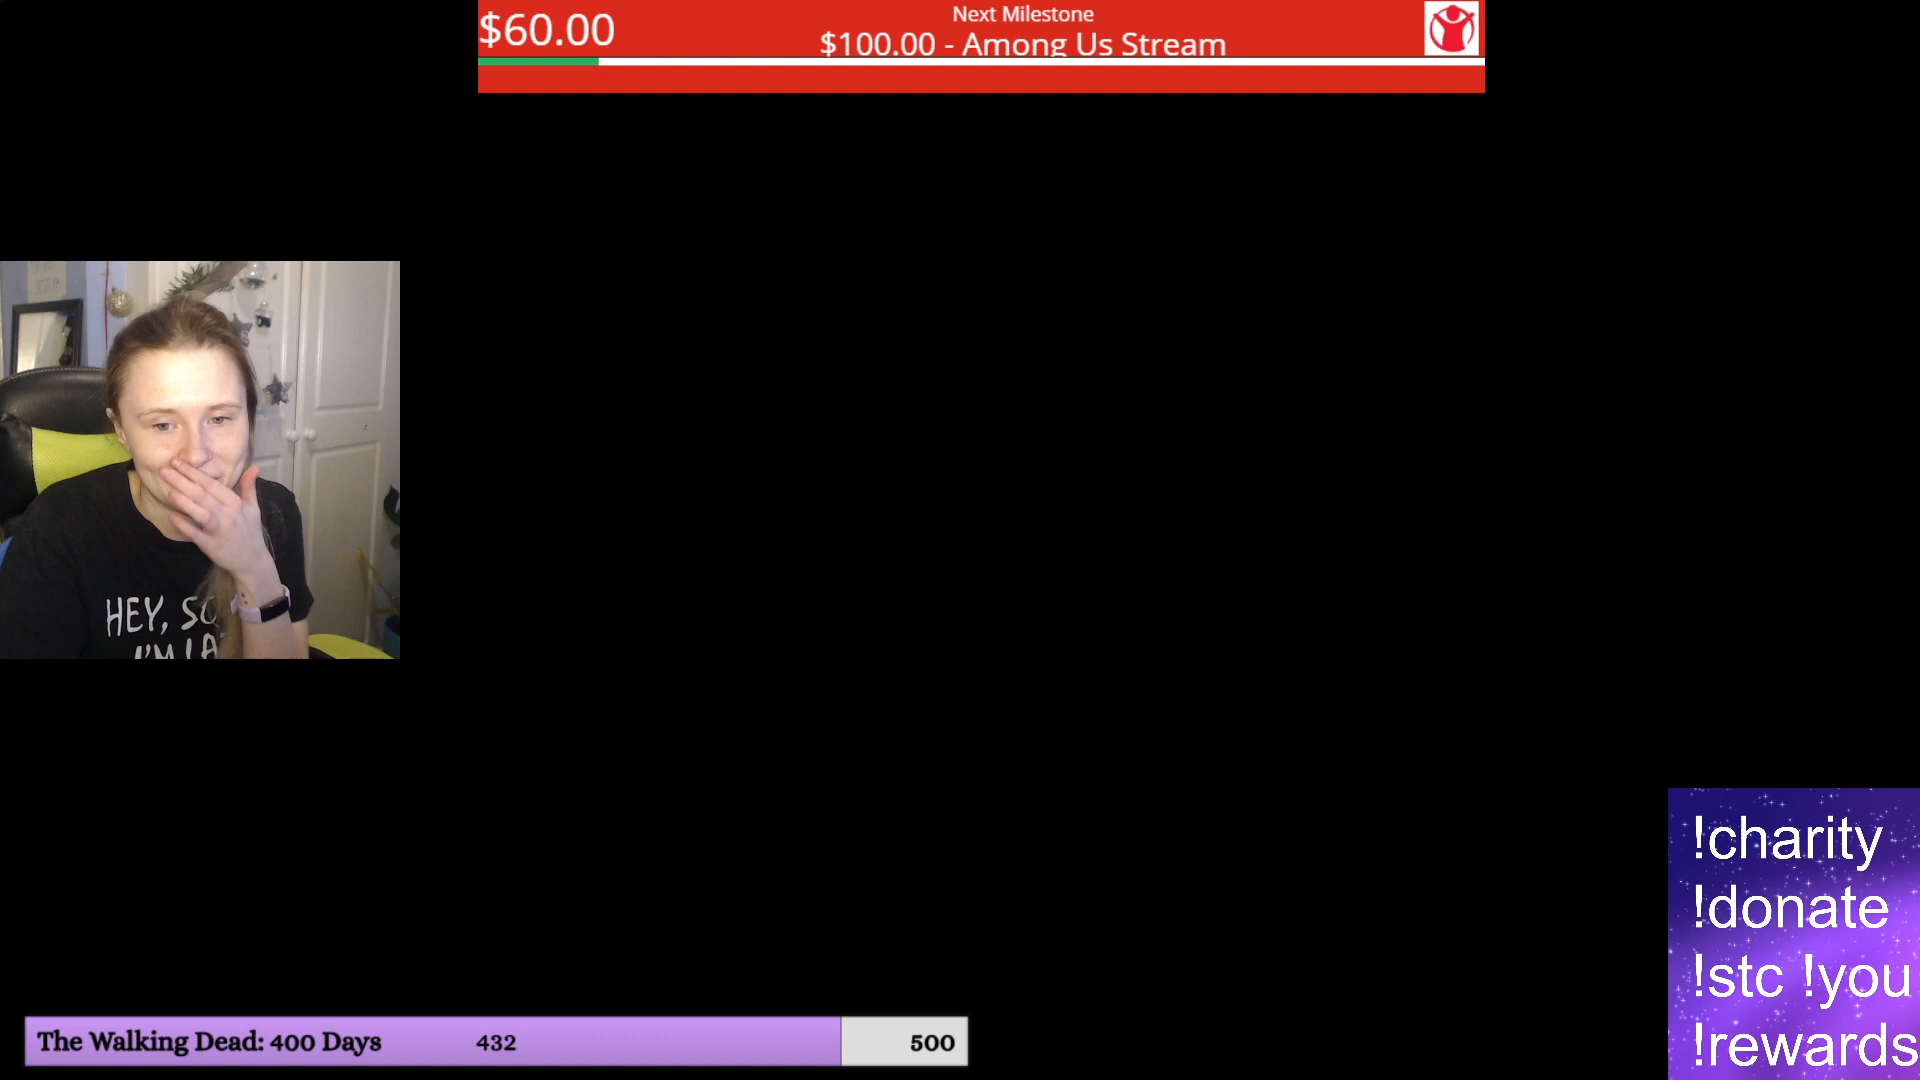 $60.00
Next Milestone
$100.00 - Among Us Stream
HEY, SO
I'M LA
The Walking Dead: 400 Days 432 500
!charity
!donate
!stc !you
!rewards